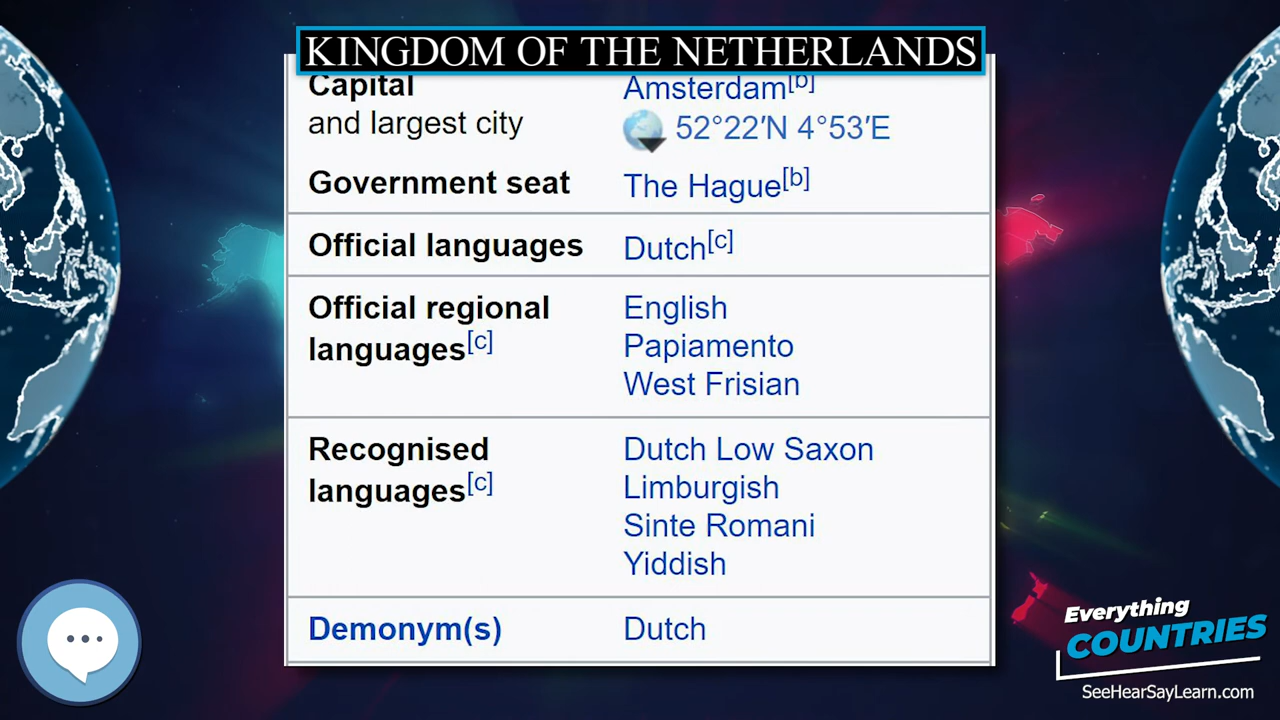 KINGDOM OF THE NETHERLANDS
Capital Amsterdam[b]
and largest city 52°22′N 4°53′E
Government seat The Hague[b]
Official languages Dutch[c]
Official regional English
languages[c] Papiamento
West Frisian
Recognised Dutch Low Saxon
languages[c] Limburgish
Sinte Romani
Yiddish
Demonym(s) Dutch
Everything
COUNTRIES
SeeHearSayLearn.com